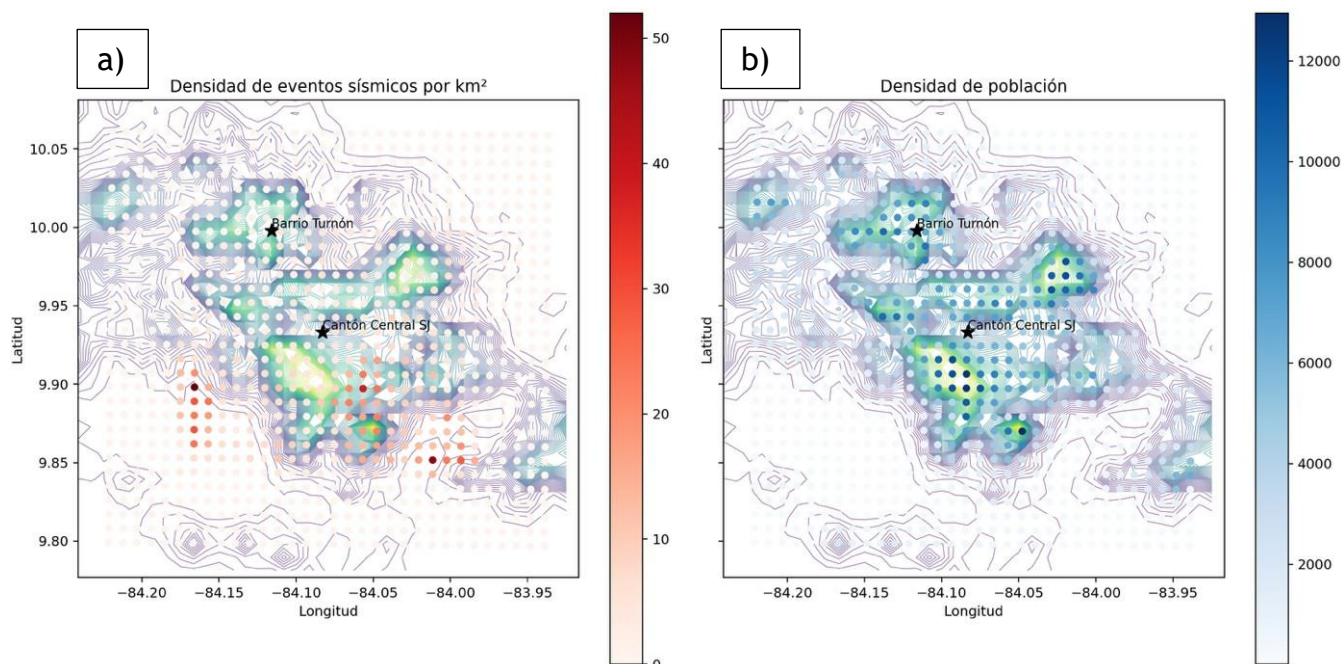 a)
Densidad de eventos sísmicos por km²
Latitud
10.05
10.00
9.95
9.90
9.85
9.80
Barrio Turnón
Cantón Central SJ
−84.20 −84.15 −84.10 −84.05 −84.00 −83.95
Longitud
50
40
30
20
10
0
b)
Densidad de población
Latitud
Barrio Turnón
Cantón Central SJ
−84.20 −84.15 −84.10 −84.05 −84.00 −83.95
Longitud
12000
10000
8000
6000
4000
2000